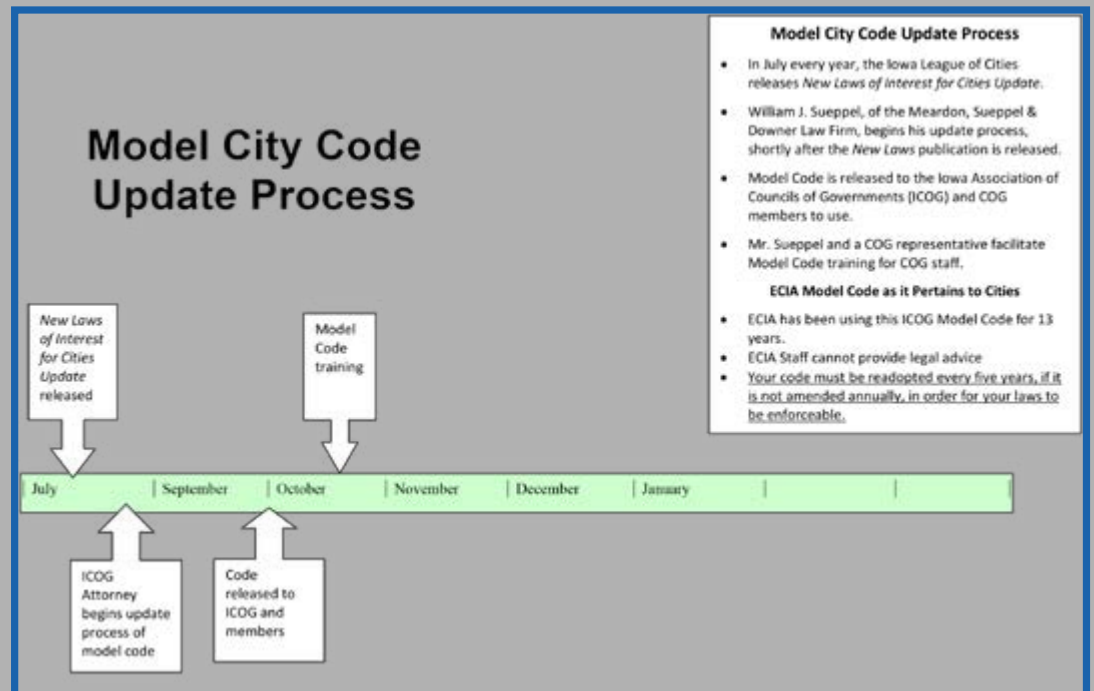 Model City Code
Update Process
Model City Code Update Process
• In July every year, the Iowa League of Cities
releases New Laws of Interest for Cities Update.
• William J. Sueppel, of the Meardon, Sueppel &
Downer Law Firm, begins his update process,
shortly after the New Laws publication is released.
• Model Code is released to the Iowa Association of
Councils of Governments (ICOG) and COG
members to use.
• Mr. Sueppel and a COG representative facilitate
Model Code training for COG staff.
ECIA Model Code as it Pertains to Cities
• ECIA has been using this ICOG Model Code for 13
years.
• ECIA Staff cannot provide legal advice
• Your code must be readopted every five years, if it
is not amended annually, in order for your laws to
be enforceable.
New Laws
of Interest
for Cities
Update
released
Model
Code
training
July
September
October
November
December
January
ICOG
Attorney
begins update
process of
model code
Code
released to
ICOG and
members